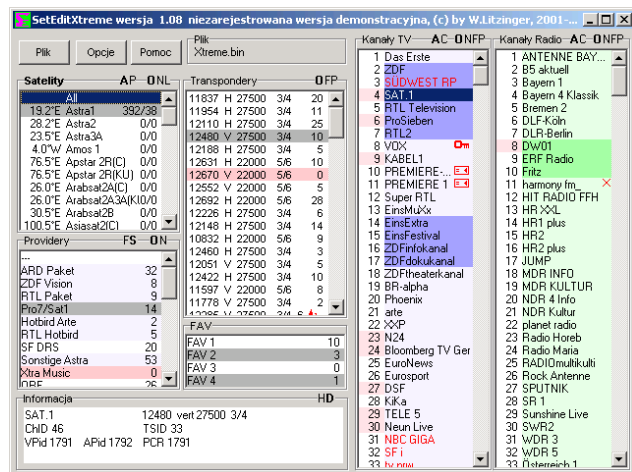 SetEditXtreme wersja 1.08 niezarejestrowana wersja demonstracyjna, (c) by W.Litzinger, 2001-...
Plik Opcje Pomoc
Plik
Xtreme.bin
Satelity AP ONL
All
19.2°E Astra1 392/38
28.2°E Astra2 0/0
23.5°E Astra3A 0/0
4.0°W Amos 1 0/0
76.5°E Apstar 2R(C) 0/0
76.5°E Apstar 2R(KU) 0/0
26.0°E Arabsat2A(C) 0/0
26.0°E Arabsat2A3A(KU0/0
30.5°E Arabsat2B 0/0
100.5°E Asiasat2(C) 0/0
Transpondery OFP
11837 H 27500 3/4 20
11954 H 27500 3/4 11
12110 H 27500 3/4 25
12480 V 27500 3/4 10
12188 H 27500 3/4 5
12631 H 22000 5/6 10
12670 V 22000 5/6 0
12552 V 22000 5/6 5
12692 H 22000 5/6 28
12226 H 27500 3/4 6
12148 H 27500 3/4 14
10832 H 22000 5/6 9
12460 H 27500 3/4 3
12051 V 27500 3/4 5
12422 H 27500 3/4 10
11597 V 22000 5/6 8
11778 V 27500 3/4 2
12285 V 27500 3/4 6
Providery FS ON
---
ARD Paket 32
ZDF Vision 8
RTL Paket 9
Pro7/Sat1 14
Hotbird Arte 2
RTL Hotbird 5
SF DRS 20
Sonstige Astra 53
Xtra Music 0
ORF 26
FAV
FAV 1 10
FAV 2 3
FAV 3 0
FAV 4 1
Informacja HD
SAT.1 12480 vert 27500 3/4
ChID 46 TSID 33
VPid 1791 APid 1792 PCR 1791
Kanały TV AC ONFP
1 Das Erste
2 ZDF
3 SÜDWEST RP
4 SAT.1
5 RTL Television
6 ProSieben
7 RTL2
8 VOX
9 KABEL1
10 PREMIERE-...
11 PREMIERE 1
12 Super RTL
13 EinsMuXx
14 EinsExtra
15 EinsFestival
16 ZDFinfokanal
17 ZDFdokukanal
18 ZDFtheaterkanal
19 BR-alpha
20 Phoenix
21 arte
22 XXP
23 N24
24 Bloomberg TV Ger
25 EuroNews
26 Eurosport
27 DSF
28 KiKa
29 TELE 5
30 Neun Live
31 NBC GIGA
32 SF i
33 tv.nrw
Kanały Radio AC ONFP
1 ANTENNE BAY...
2 B5 aktuell
3 Bayern 1
4 Bayern 4 Klassik
5 Bremen 2
6 DLF-Köln
7 DLR-Berlin
8 DW01
9 ERF Radio
10 Fritz
11 harmony fm_
12 HIT RADIO FFH
13 HR XXL
14 HR1 plus
15 HR2
16 HR2 plus
17 JUMP
18 MDR INFO
19 MDR KULTUR
20 NDR 4 Info
21 NDR Kultur
22 planet radio
23 Radio Horeb
24 Radio Maria
25 RADIOmultikulti
26 Rock Antenne
27 SPUTNIK
28 SR 1
29 Sunshine Live
30 SWR2
31 WDR 3
32 WDR 5
33 Österreich 1